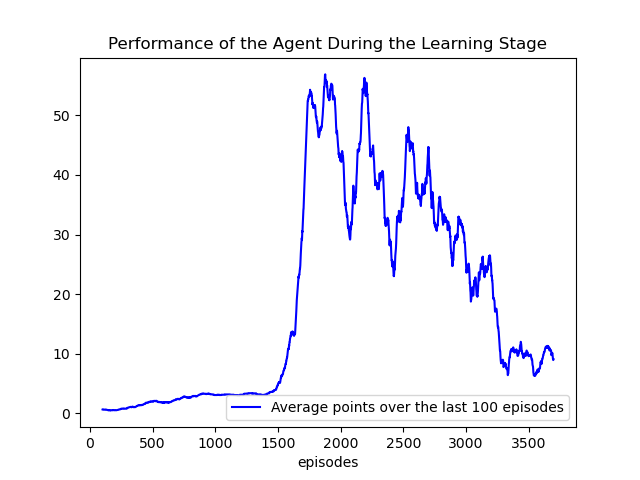 Performance of the Agent During the Learning Stage
50
40
30
20
10
0
Average points over the last 100 episodes
0 500 1000 1500 2000 2500 3000 3500
episodes